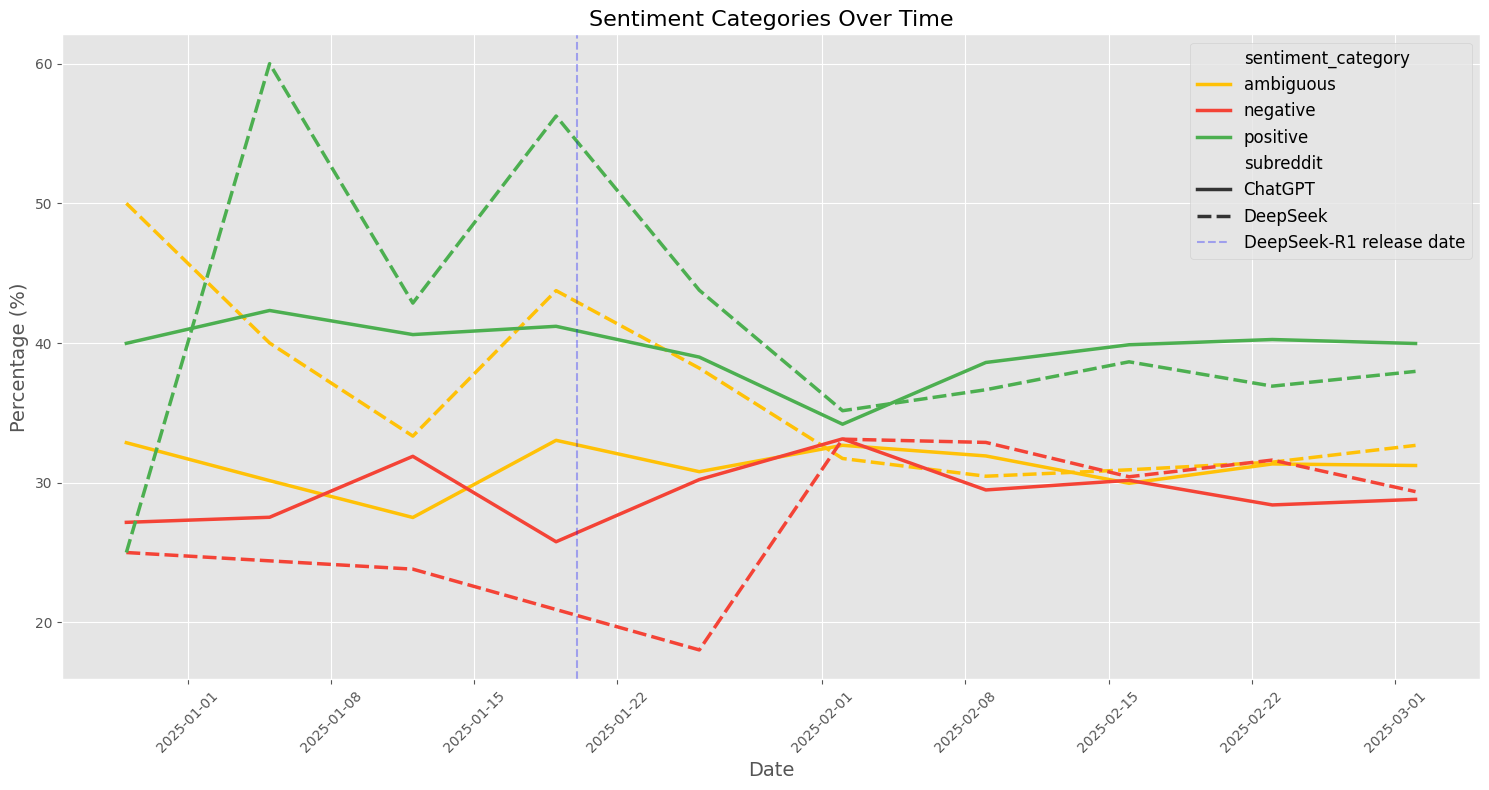 Sentiment Categories Over Time
sentiment_category
ambiguous
negative
positive
subreddit
ChatGPT
DeepSeek
DeepSeek-R1 release date
Percentage (%)
60
50
40
30
20
2025-01-01
2025-01-08
2025-01-15
2025-01-22
2025-02-01
2025-02-08
2025-02-15
2025-02-22
2025-03-01
Date